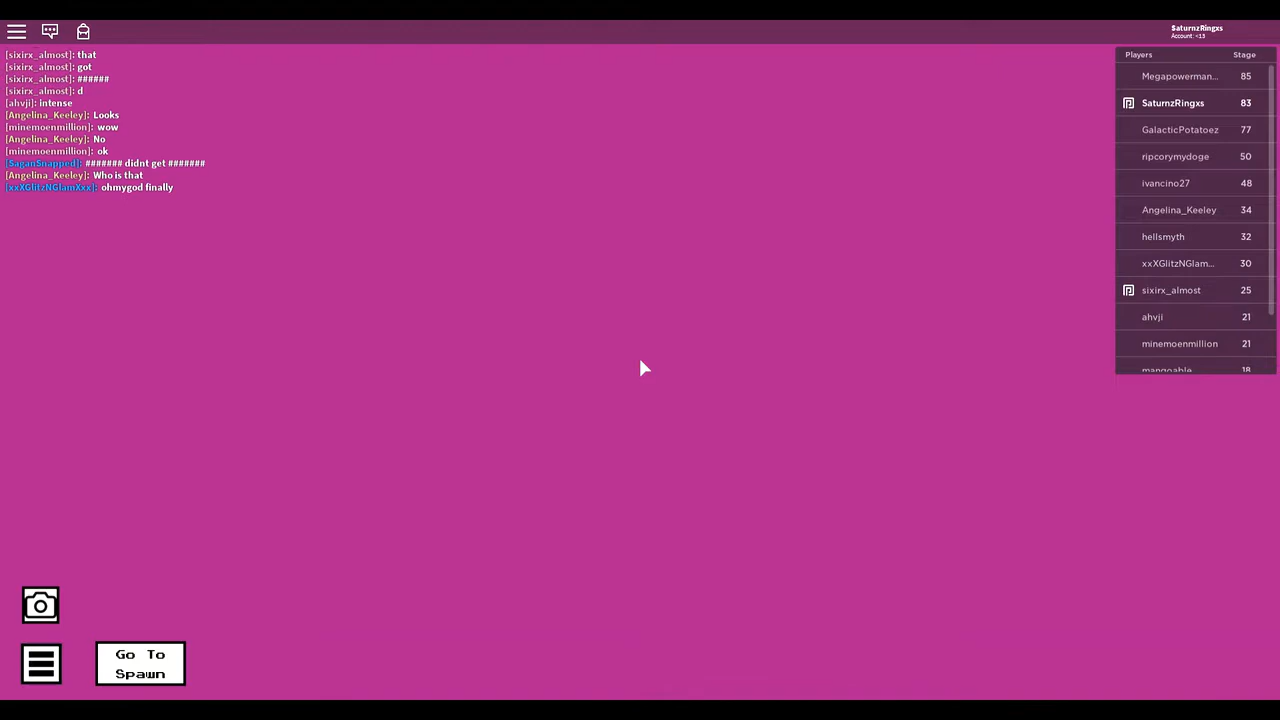 SaturnzRingxs
Account: <13
[sixirx_almost]: that
[sixirx_almost]: got
[sixirx_almost]: ######
[sixirx_almost]: d
[ahvji]: intense
[Angelina_Keeley]: Looks
[minemoenmillion]: wow
[Angelina_Keeley]: No
[minemoenmillion]: ok
[SaganSnapped]: ####### didnt get #######
[Angelina_Keeley]: Who is that
[xxXGlitzNGlamXxx]: ohmygod finally
Players Stage
Megapowerman... 85
SaturnzRingxs 83
GalacticPotatoez 77
ripcorymydoge 50
ivancino27 48
Angelina_Keeley 34
hellsmyth 32
xxXGlitzNGlam... 30
sixirx_almost 25
ahvji 21
minemoenmillion 21
mangoable 18
Go To
Spawn